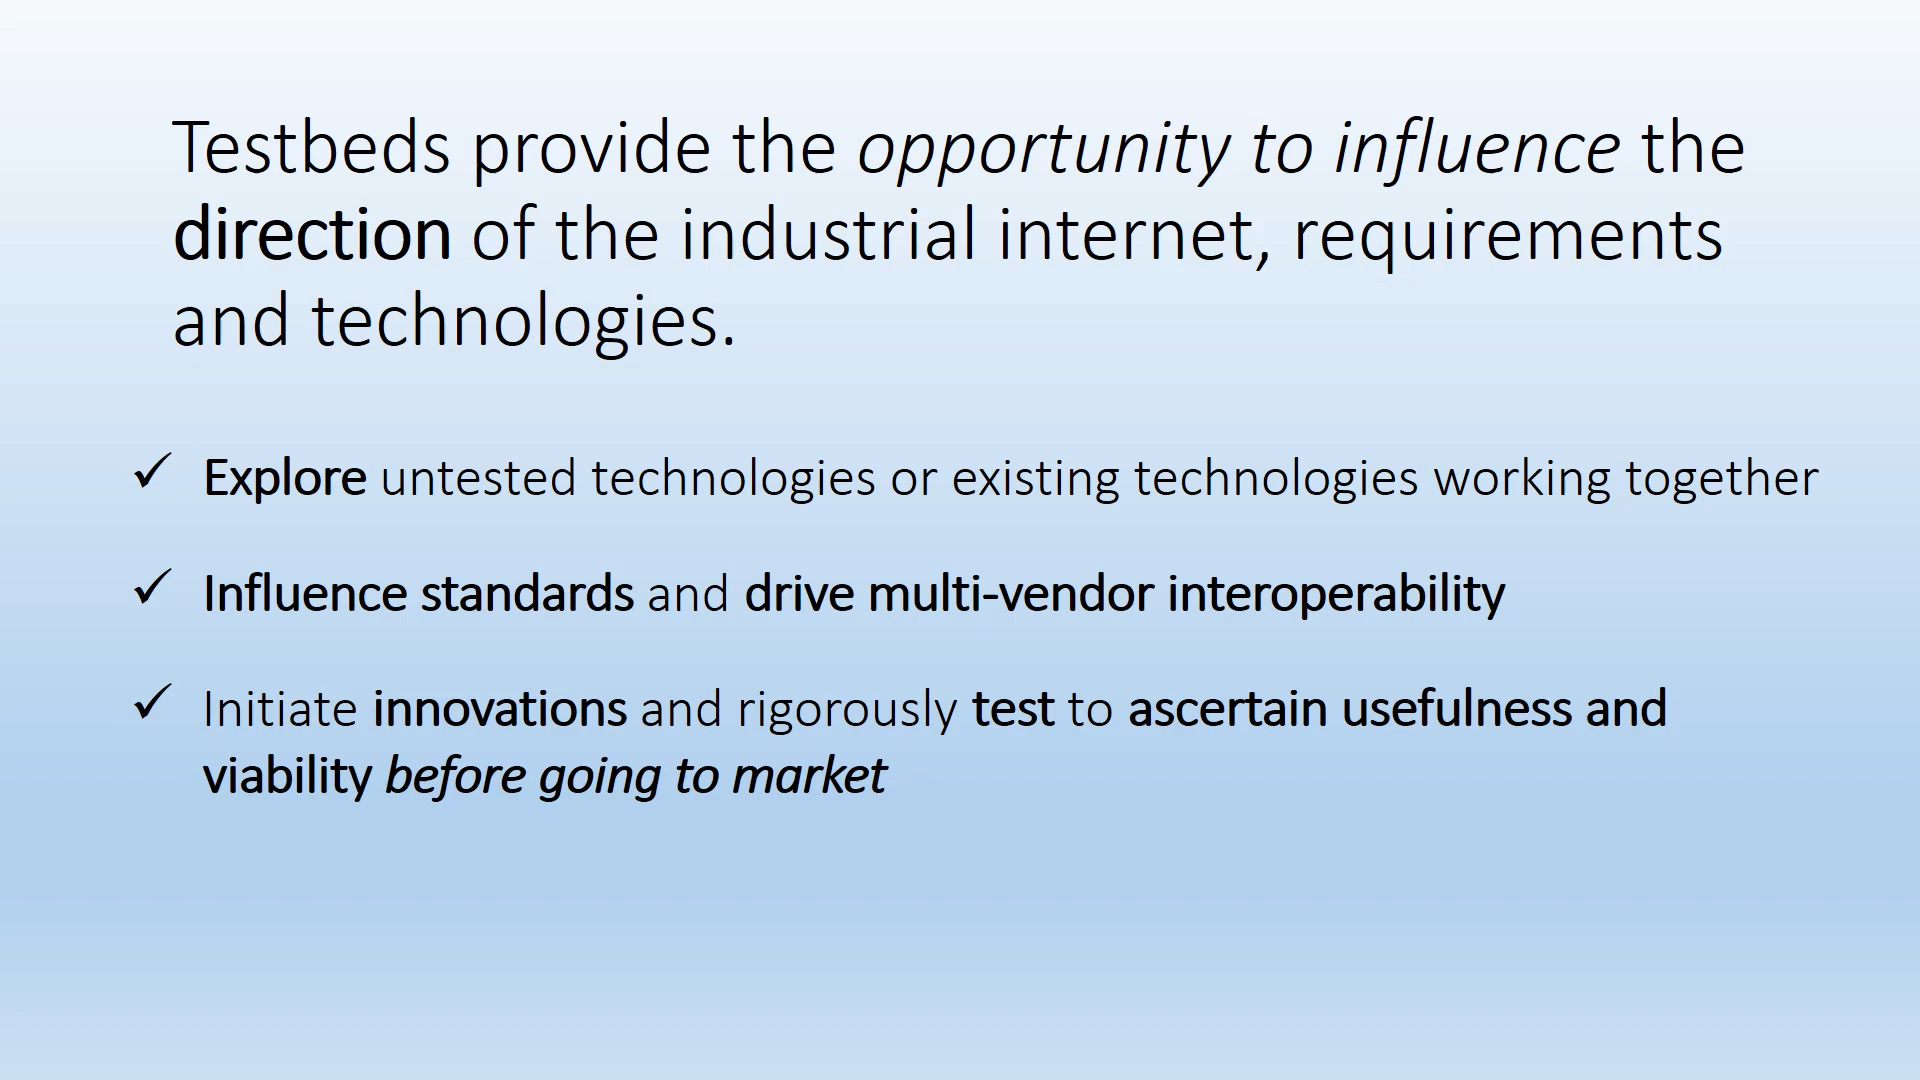 Testbeds provide the opportunity to influence the
direction of the industrial internet, requirements
and technologies.
✓ Explore untested technologies or existing technologies working together
✓ Influence standards and drive multi-vendor interoperability
✓ Initiate innovations and rigorously test to ascertain usefulness and
viability before going to market